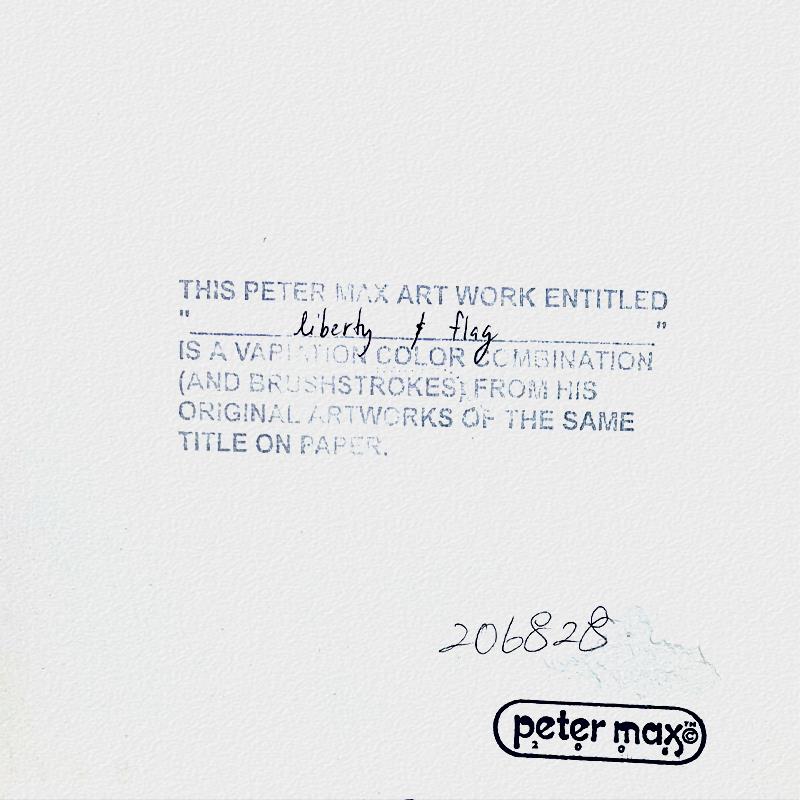 THIS PETER MAX ART WORK ENTITLED
" liberty & flag "
IS A VARIATION COLOR COMBINATION
(AND BRUSHSTROKES) FROM HIS
ORIGINAL ARTWORKS OF THE SAME
TITLE ON PAPER.
206828
peter max™©